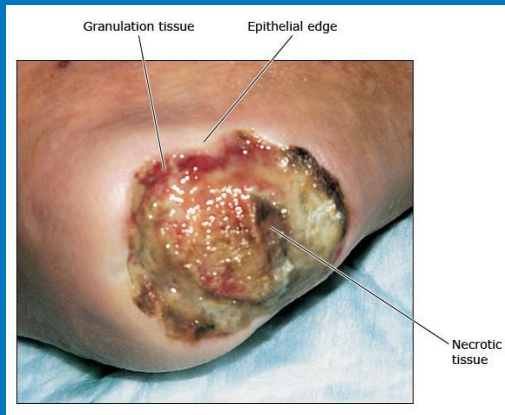 Granulation tissue
Epithelial edge
Necrotic
tissue